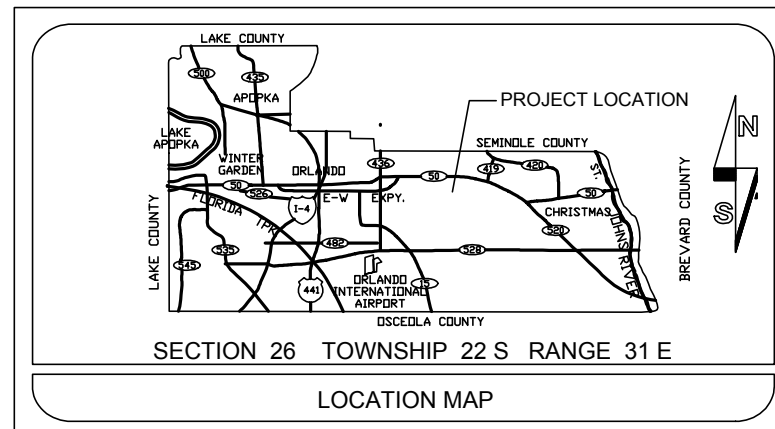 LAKE COUNTY
500
435
APOPKA
PROJECT LOCATION
N
LAKE
APOPKA
SEMINOLE COUNTY
WINTER
GARDEN
ORLANDO
436
419
420
ST.
50
526
50
50
E-W EXPY.
I-4
CHRISTMAS
FLORIDA TPK
BREVARD COUNTY
S
LAKE COUNTY
535
482
528
520
JOHNS RIVER
545
441
ORLANDO
INTERNATIONAL
AIRPORT
15
OSCEOLA COUNTY
SECTION 26 TOWNSHIP 22 S RANGE 31 E
LOCATION MAP